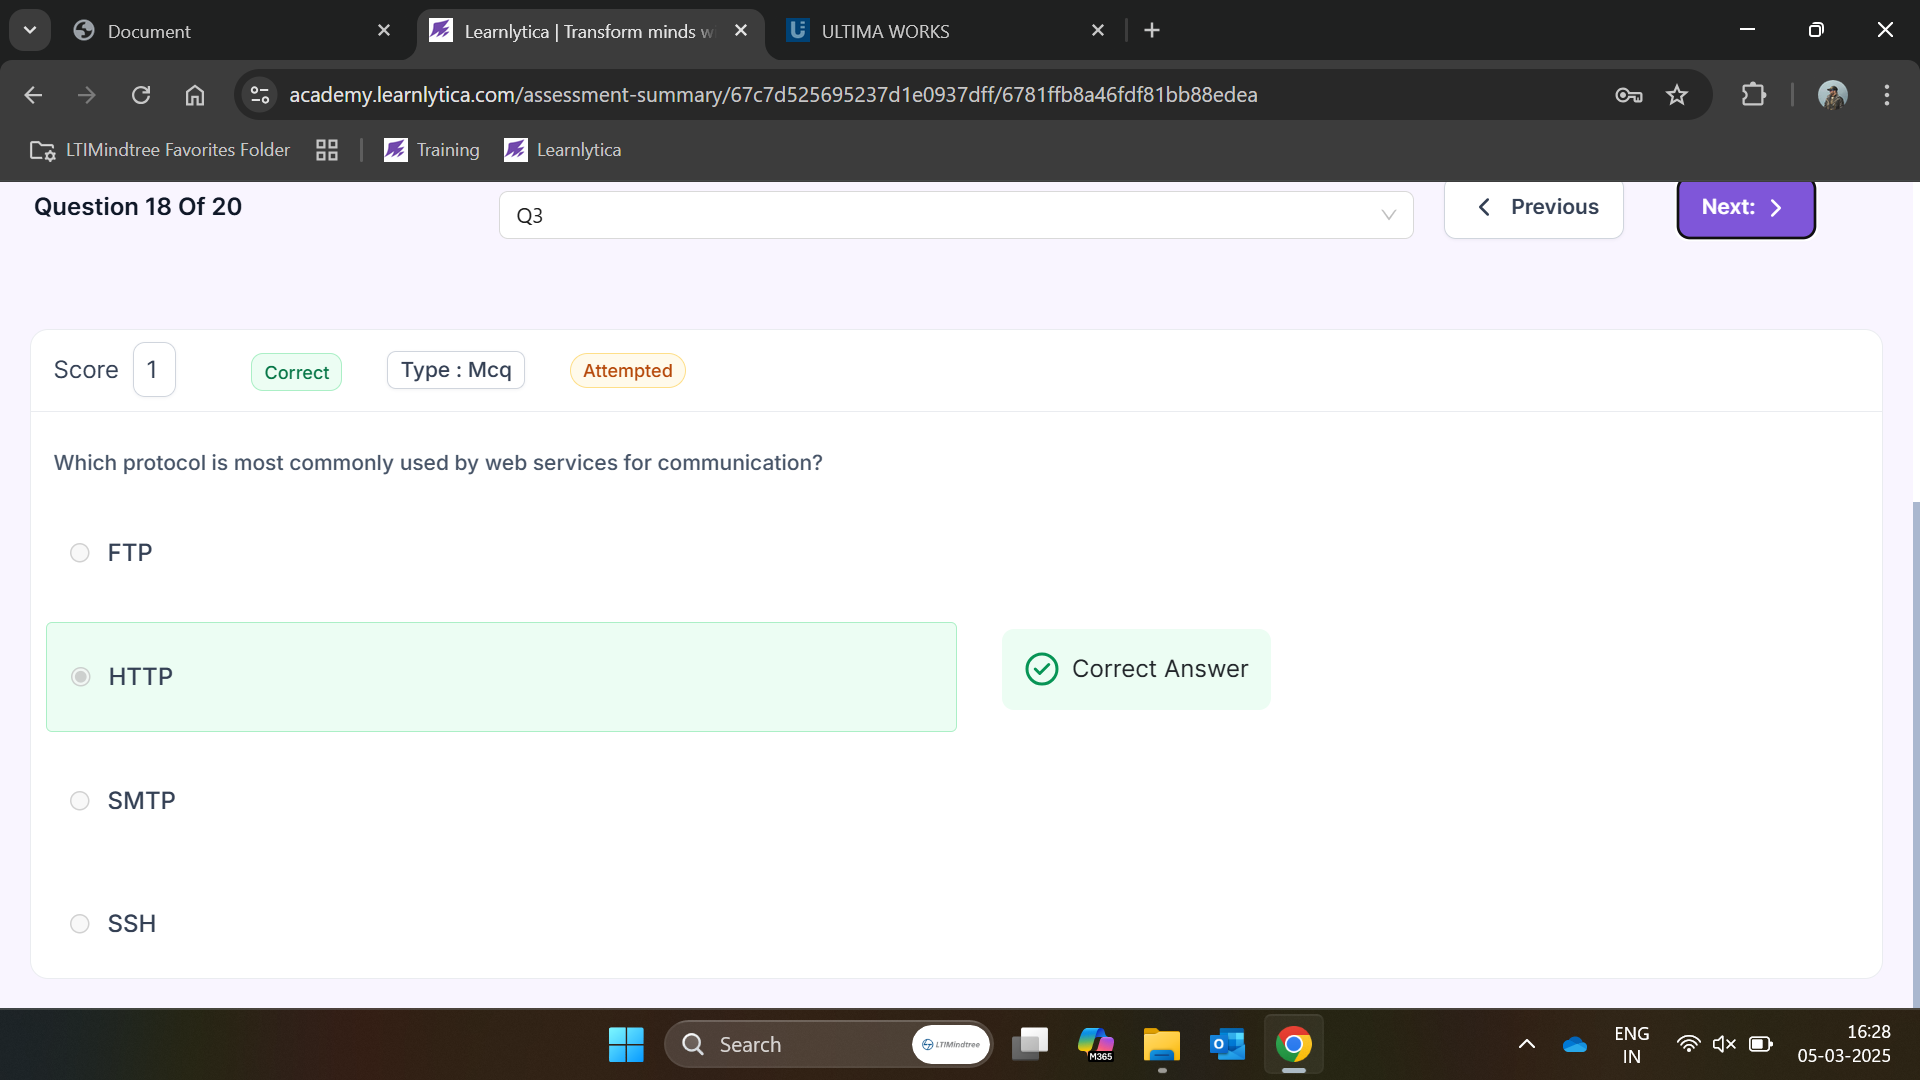 Document
Learnlytica | Transform minds w
ULTIMA WORKS
academy.learnlytica.com/assessment-summary/67c7d525695237d1e0937dff/6781ffb8a46fdf81bb88edea
LTIMindtree Favorites Folder
Training
Learnlytica
Question 18 Of 20
Q3
Previous
Next:
Score 1
Correct
Type : Mcq
Attempted
Which protocol is most commonly used by web services for communication?
FTP
HTTP
Correct Answer
SMTP
SSH
Search
LTIMindtree
M365
ENG
IN
16:28
05-03-2025